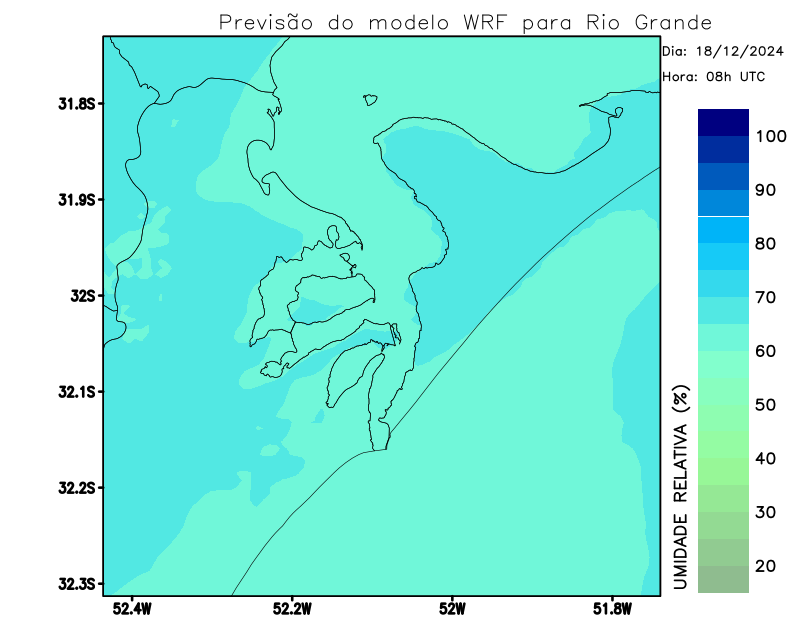 Previsão do modelo WRF para Rio Grande
Dia: 18/12/2024
Hora: 08h UTC
31.8S
31.9S
32S
32.1S
32.2S
32.3S
52.4W
52.2W
52W
51.8W
100
90
80
70
60
50
40
30
20
UMIDADE RELATIVA (%)